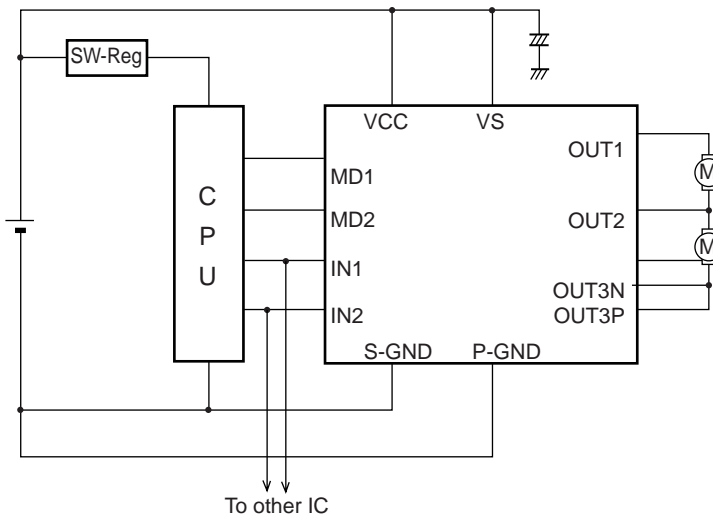 SW-Reg
VCC
VS
C
P
U
MD1
MD2
IN1
IN2
OUT1
OUT2
OUT3N
OUT3P
M
M
S-GND
P-GND
To other IC